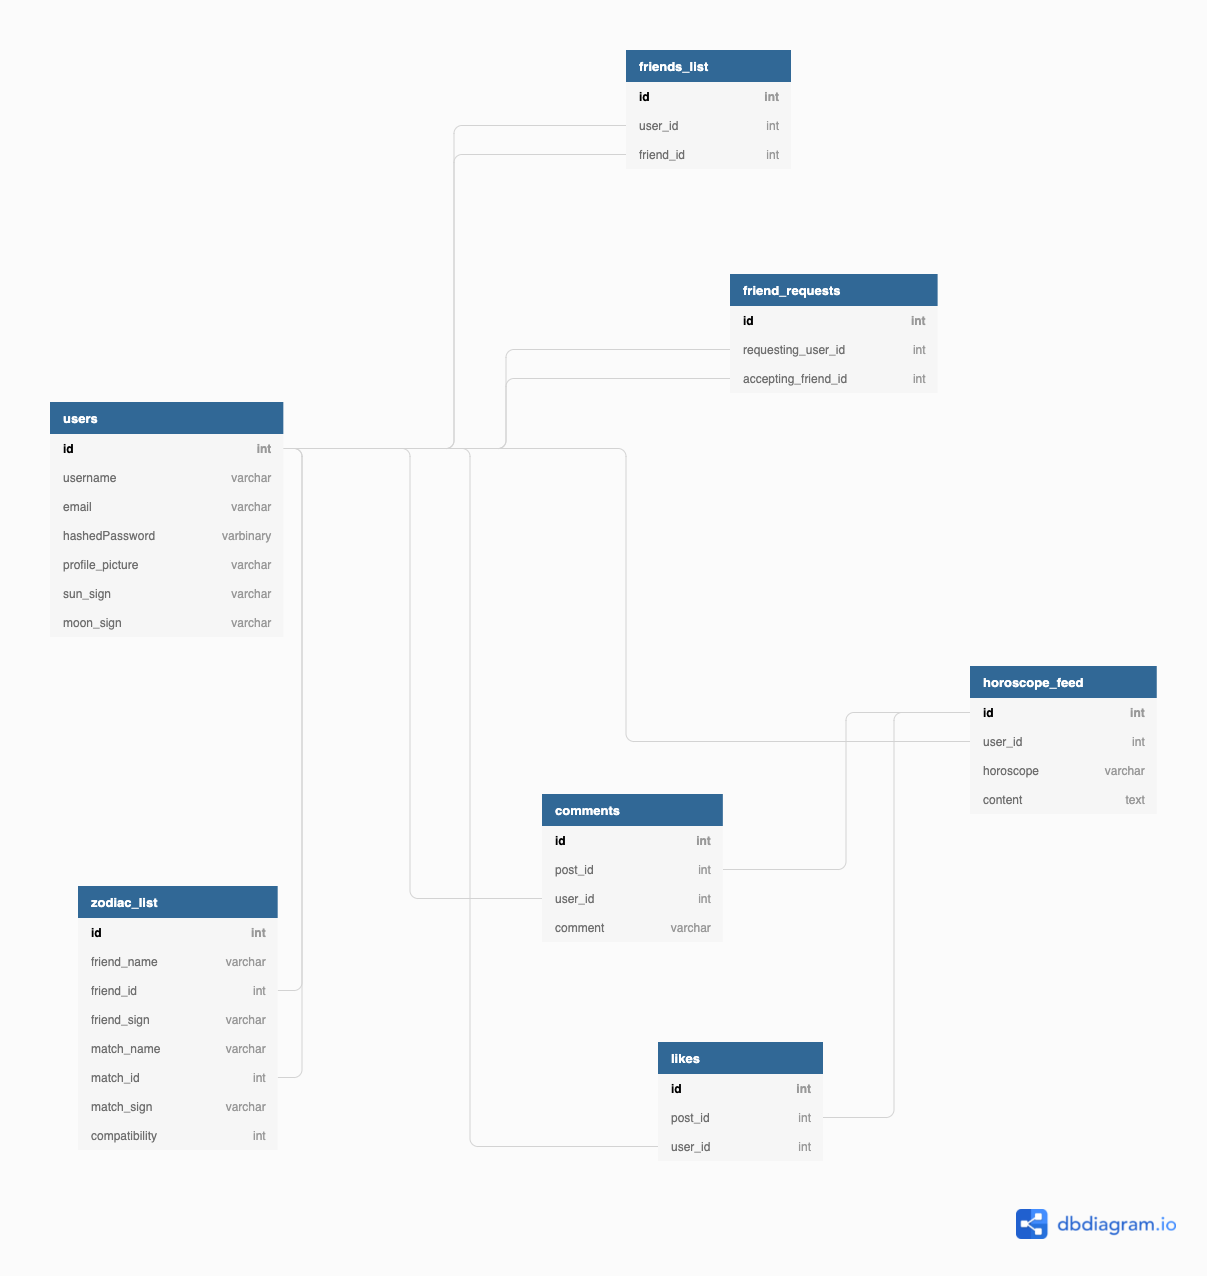 friends_list
id int
user_id int
friend_id int
friend_requests
id int
requesting_user_id int
accepting_friend_id int
users
id int
username varchar
email varchar
hashedPassword varbinary
profile_picture varchar
sun_sign varchar
moon_sign varchar
horoscope_feed
id int
user_id int
horoscope varchar
content text
comments
id int
post_id int
user_id int
comment varchar
zodiac_list
id int
friend_name varchar
friend_id int
friend_sign varchar
match_name varchar
match_id int
match_sign varchar
compatibility int
likes
id int
post_id int
user_id int
dbdiagram.io